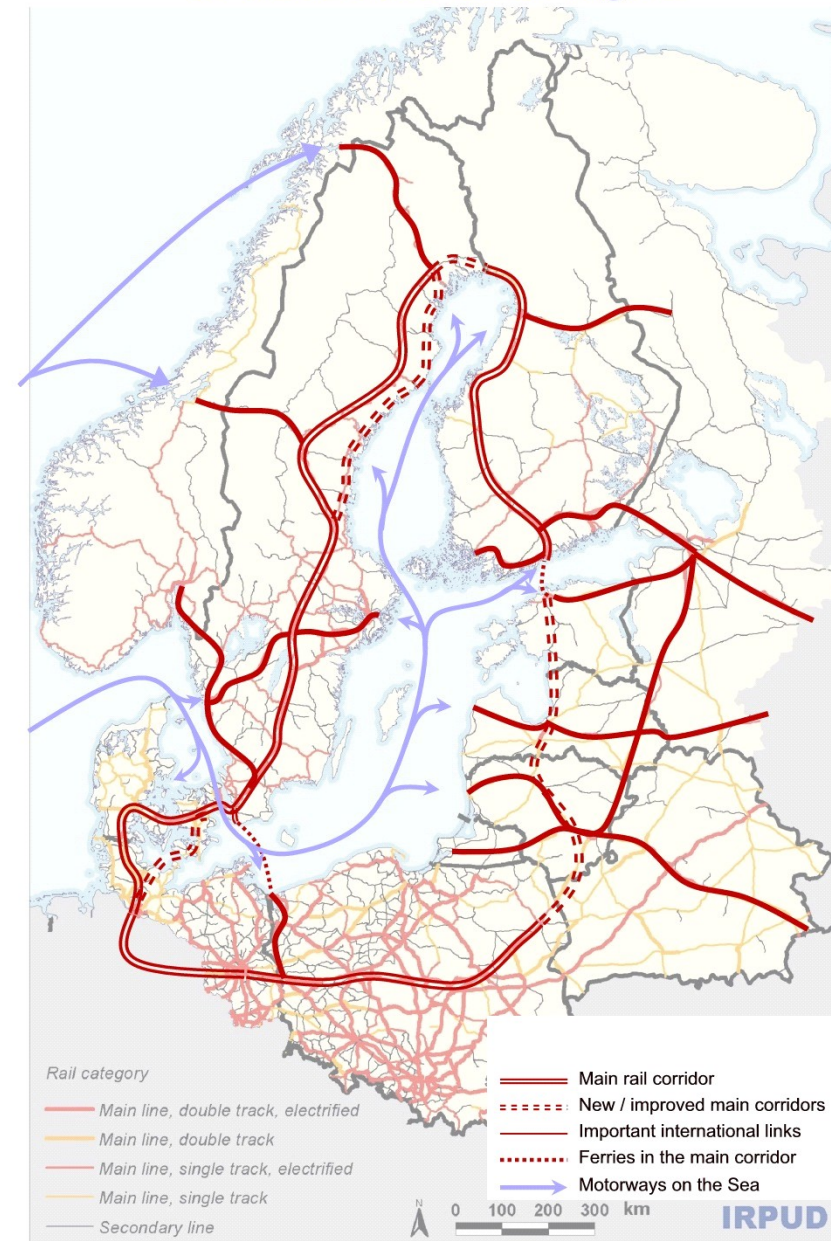 Rail category
Main line, double track, electrified
Main line, double track
Main line, single track, electrified
Main line, single track
Secondary line
Main rail corridor
New / improved main corridors
Important international links
Ferries in the main corridor
Motorways on the Sea
N
0 100 200 300 km
IRPUD